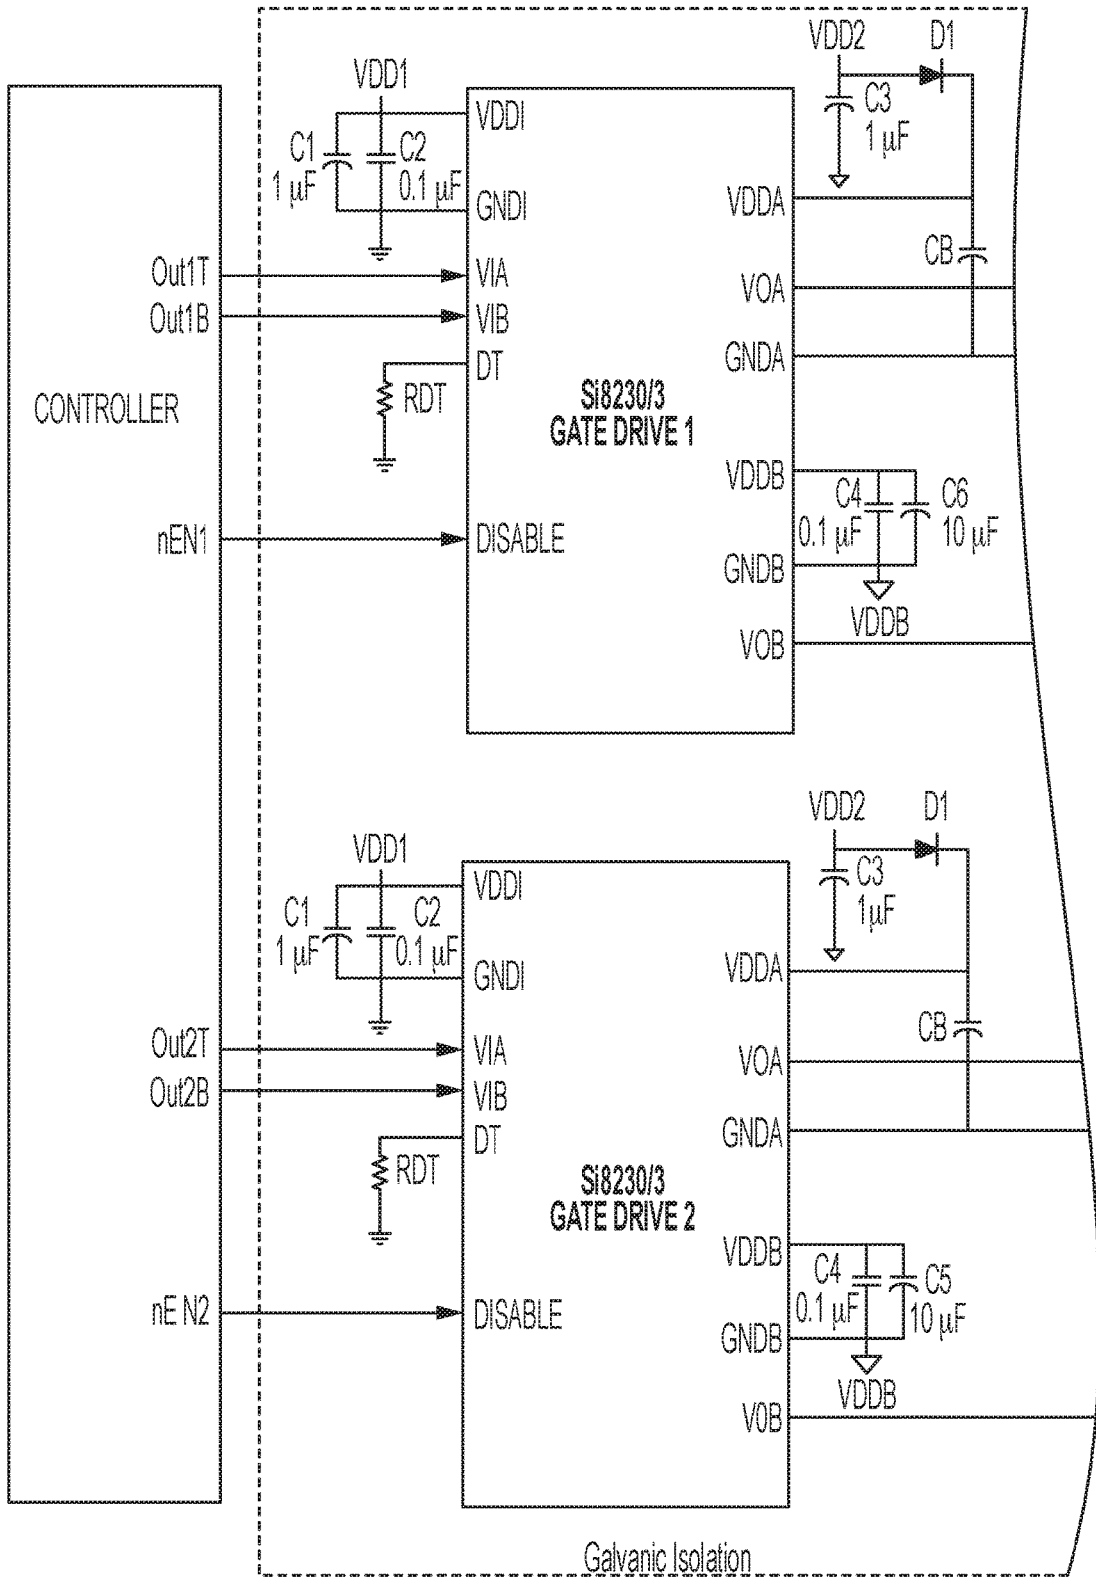 VDD2
D1
VDD1
C1
1 µF
C2
0.1 µF
VDDI
GNDI
C3
1 µF
VDDA
CB
Out1T
VIA
VOA
Out1B
VIB
DT
GNDA
RDT
CONTROLLER
Si8230/3
GATE DRIVE 1
VDDB
C4
0.1 µF
C6
10 µF
nEN1
DISABLE
GNDB
VDDB
VOB
VDD2
D1
VDD1
C1
1 µF
C2
0.1 µF
VDDI
GNDI
C3
1µF
VDDA
CB
Out2T
VIA
VOA
Out2B
VIB
DT
GNDA
RDT
Si8230/3
GATE DRIVE 2
VDDB
C4
0.1 µF
C5
10 µF
nE N2
DISABLE
GNDB
VDDB
V0B
Galvanic Isolation